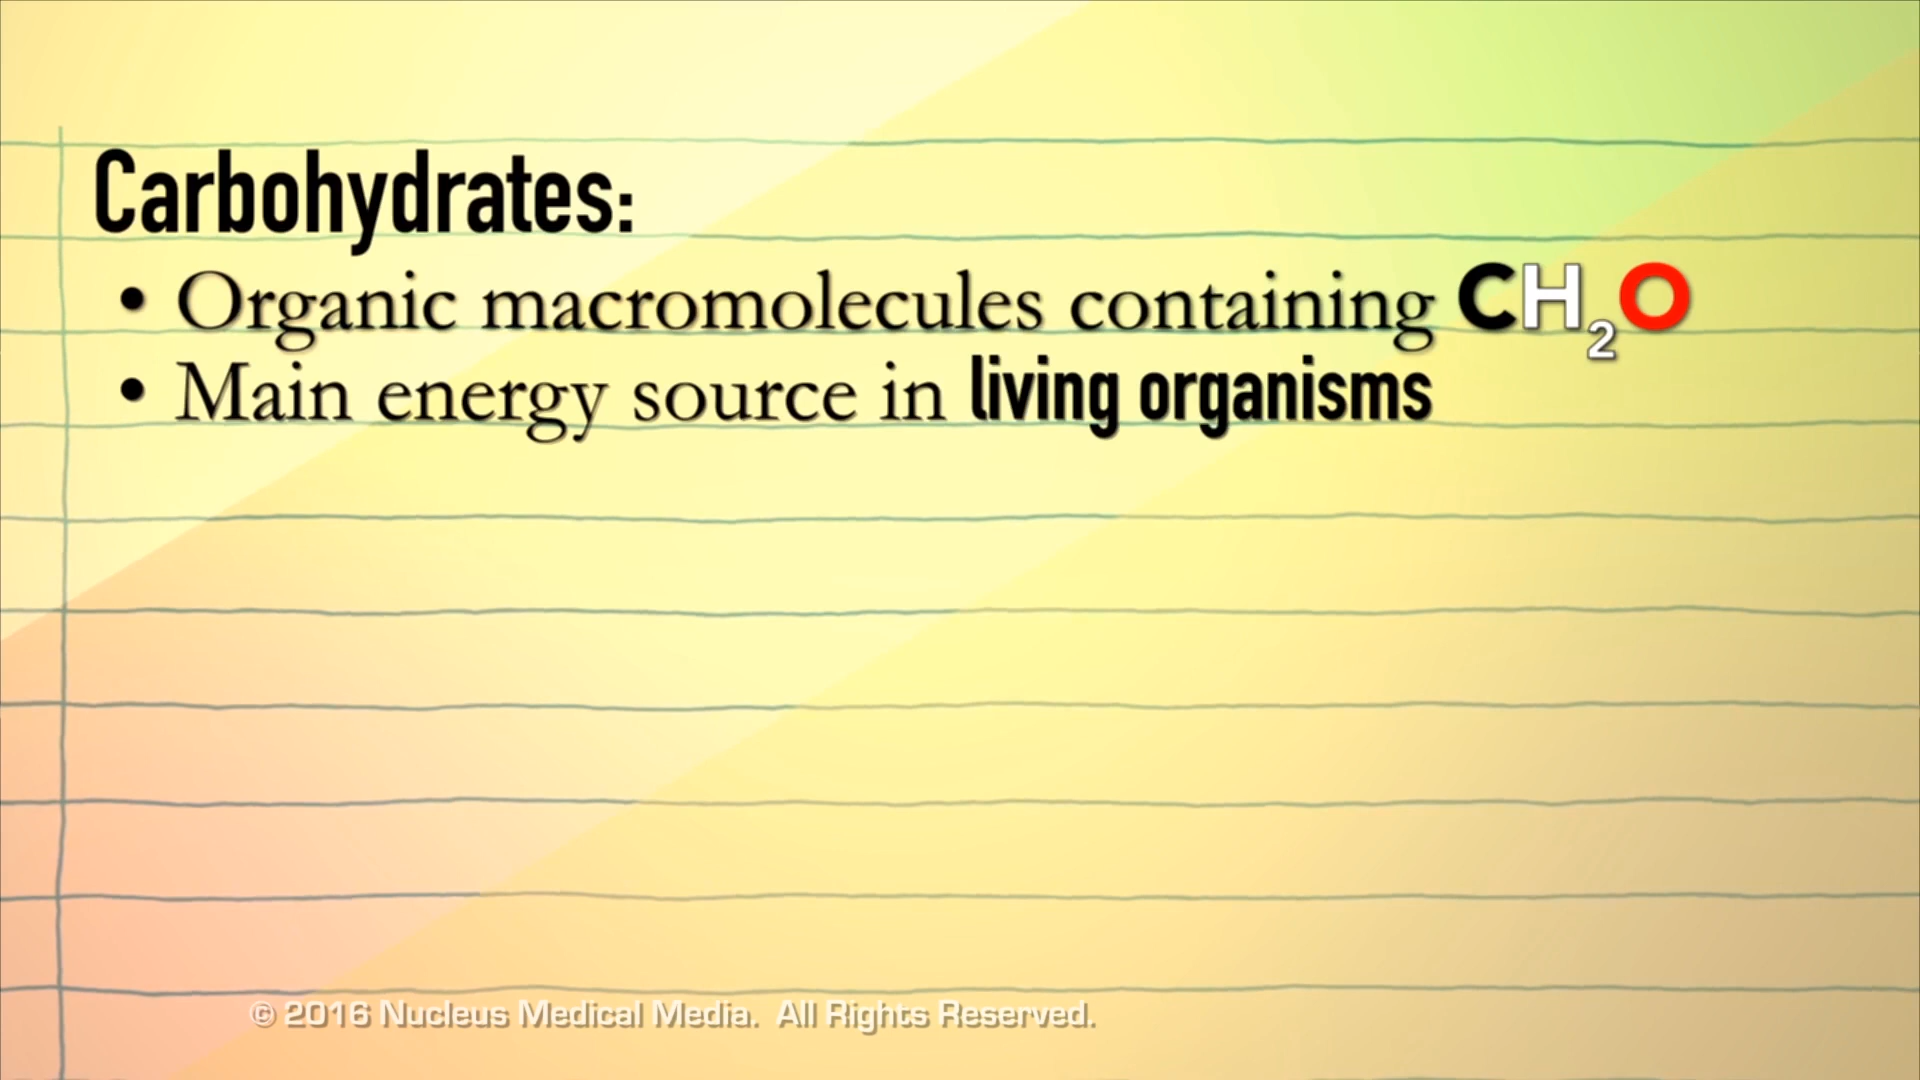 Carbohydrates:
• Organic macromolecules containing CH₂O
• Main energy source in living organisms
© 2016 Nucleus Medical Media. All Rights Reserved.